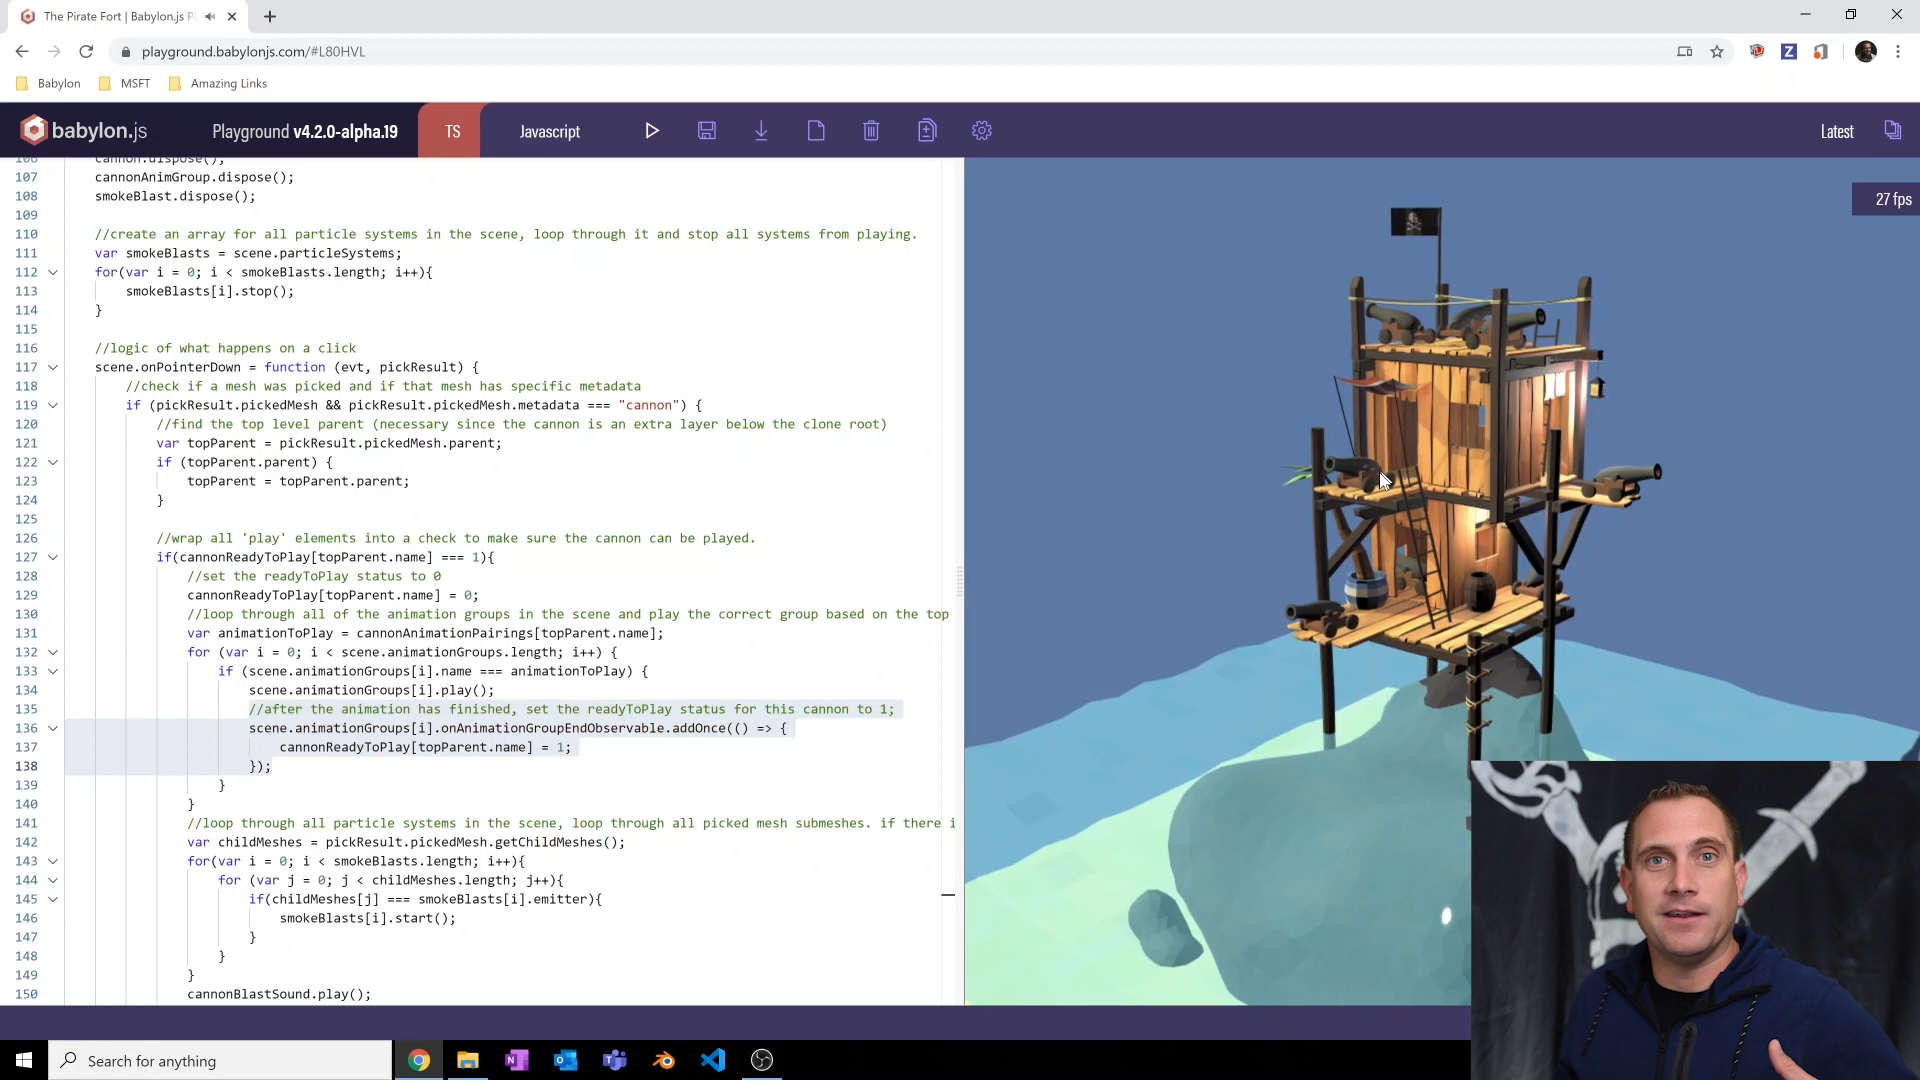 The Pirate Fort | Babylon.js P
playground.babylonjs.com/#L80HVL
Babylon
MSFT
Amazing Links
Z
babylon.js
Playground v4.2.0-alpha.19
TS
Javascript
Latest
27 fps
106 cannon.dispose();
107 cannonAnimGroup.dispose();
108 smokeBlast.dispose();
109
110 //create an array for all particle systems in the scene, loop through it and stop all systems from playing.
111 var smokeBlasts = scene.particleSystems;
112 for(var i = 0; i < smokeBlasts.length; i++){
113 smokeBlasts[i].stop();
114 }
115
116 //logic of what happens on a click
117 scene.onPointerDown = function (evt, pickResult) {
118 //check if a mesh was picked and if that mesh has specific metadata
119 if (pickResult.pickedMesh && pickResult.pickedMesh.metadata === "cannon") {
120 //find the top level parent (necessary since the cannon is an extra layer below the clone root)
121 var topParent = pickResult.pickedMesh.parent;
122 if (topParent.parent) {
123 topParent = topParent.parent;
124 }
125
126 //wrap all 'play' elements into a check to make sure the cannon can be played.
127 if(cannonReadyToPlay[topParent.name] === 1){
128 //set the readyToPlay status to 0
129 cannonReadyToPlay[topParent.name] = 0;
130 //loop through all of the animation groups in the scene and play the correct group based on the top
131 var animationToPlay = cannonAnimationPairings[topParent.name];
132 for (var i = 0; i < scene.animationGroups.length; i++) {
133 if (scene.animationGroups[i].name === animationToPlay) {
134 scene.animationGroups[i].play();
135 //after the animation has finished, set the readyToPlay status for this cannon to 1;
136 scene.animationGroups[i].onAnimationGroupEndObservable.addOnce(() => {
137 cannonReadyToPlay[topParent.name] = 1;
138 });
139 }
140 }
141 //loop through all particle systems in the scene, loop through all picked mesh submeshes. if there i
142 var childMeshes = pickResult.pickedMesh.getChildMeshes();
143 for(var i = 0; i < smokeBlasts.length; i++){
144 for (var j = 0; j < childMeshes.length; j++){
145 if(childMeshes[j] === smokeBlasts[i].emitter){
146 smokeBlasts[i].start();
147 }
148 }
149 }
150 cannonBlastSound.play();
Search for anything